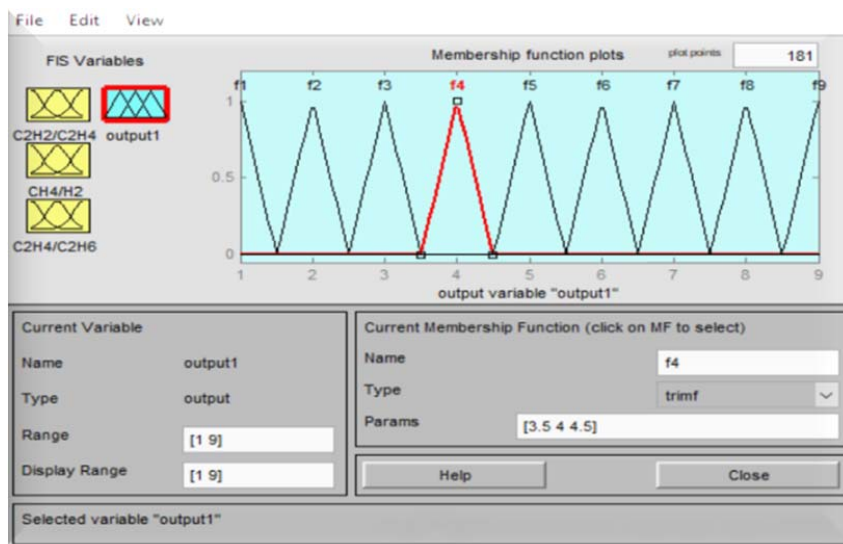 File Edit View
FIS Variables
Membership function plots
plot points
181
f1 f2 f3 f4 f5 f6 f7 f8 f9
C2H2/C2H4
output1
CH4/H2
C2H4/C2H6
1
0.5
0
1 2 3 4 5 6 7 8 9
output variable "output1"
Current Variable
Name output1
Type output
Range [1 9]
Display Range [1 9]
Current Membership Function (click on MF to select)
Name f4
Type trimf
Params [3.5 4 4.5]
Help Close
Selected variable "output1"